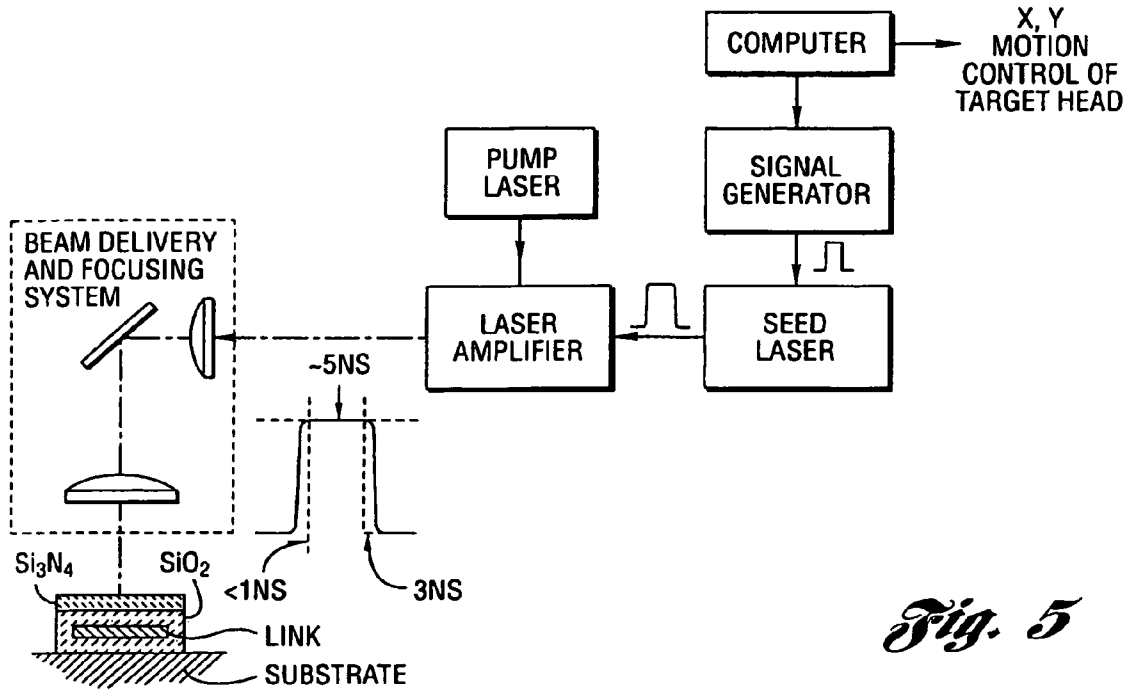 COMPUTER
X, Y
MOTION
CONTROL OF
TARGET HEAD
PUMP
LASER
SIGNAL
GENERATOR
BEAM DELIVERY
AND FOCUSING
SYSTEM
LASER
AMPLIFIER
SEED
LASER
~5NS
Si₃N₄
SiO₂
<1NS
3NS
LINK
SUBSTRATE
Fig. 5